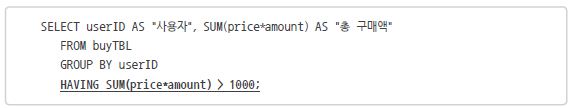 SELECT userID AS "사용자", SUM(price*amount) AS "총 구매액"
FROM buyTBL
GROUP BY userID
HAVING SUM(price*amount) > 1000;